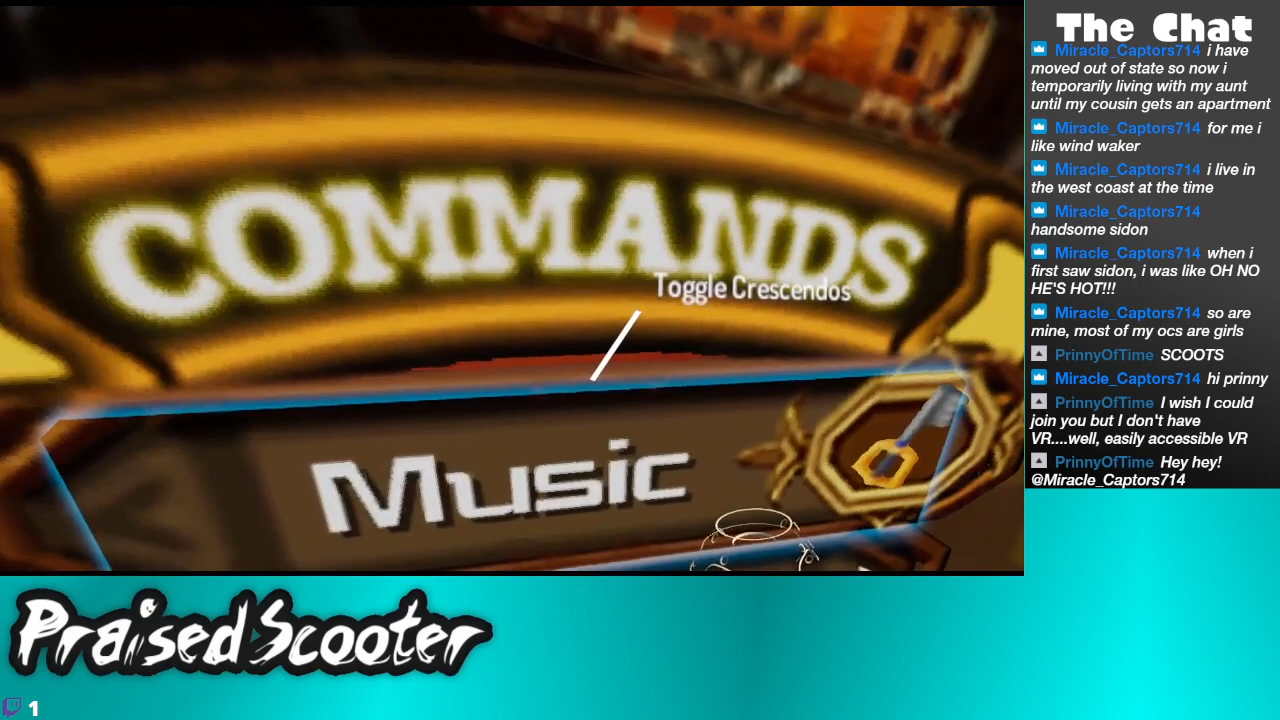 COMMANDS
Toggle Crescendos
Music
The Chat
Miracle_Captors714 i have
moved out of state so now i
temporarily living with my aunt
until my cousin gets an apartment
Miracle_Captors714 for me i
like wind waker
Miracle_Captors714 i live in
the west coast at the time
Miracle_Captors714
handsome sidon
Miracle_Captors714 when i
first saw sidon, i was like OH NO
HE'S HOT!!!
Miracle_Captors714 so are
mine, most of my ocs are girls
PrinnyOfTime SCOOTS
Miracle_Captors714 hi prinny
PrinnyOfTime I wish I could
join you but I don't have
VR....well, easily accessible VR
PrinnyOfTime Hey hey!
@Miracle_Captors714
PraisedScooter
1